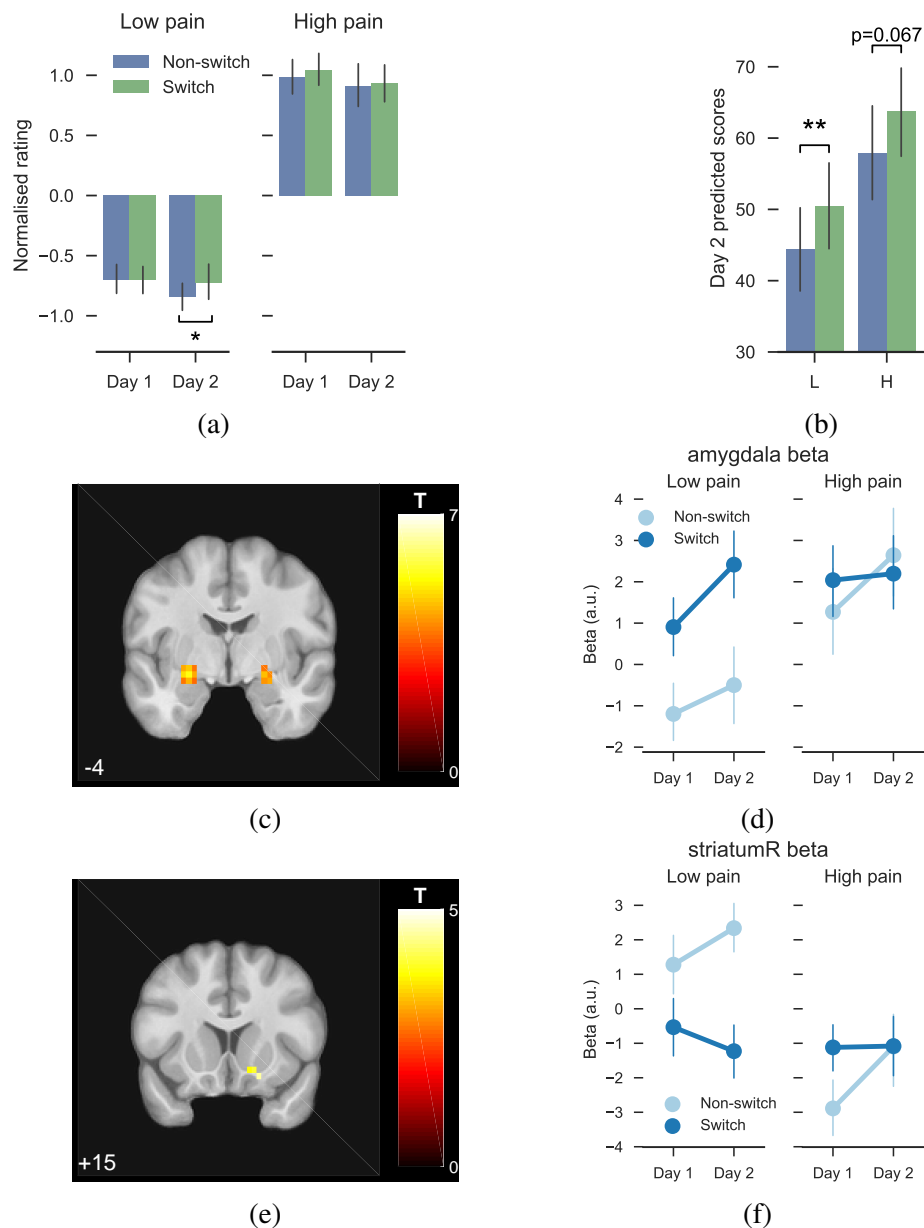 Low pain
High pain
Non-switch
Switch
Normalised rating
1.0
0.5
0.0
−0.5
−1.0
*
Day 1
Day 2
Day 1
Day 2
(a)
p=0.067
**
Day 2 predicted scores
70
60
50
40
30
L
H
(b)
T
7
0
-4
(c)
amygdala beta
Low pain
High pain
Non-switch
Switch
Beta (a.u.)
4
3
2
1
0
−1
−2
Day 1
Day 2
Day 1
Day 2
(d)
T
5
0
+15
(e)
striatumR beta
Low pain
High pain
Beta (a.u.)
3
2
1
0
−1
−2
−3
−4
Non-switch
Switch
Day 1
Day 2
Day 1
Day 2
(f)